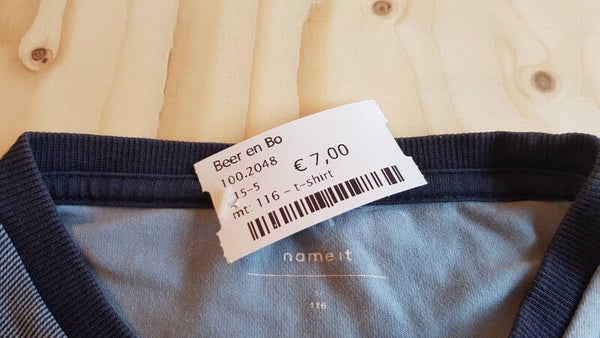 Beer en Bo
100.2048
€ 7,00
15-5
mt: 116 – t-shirt
name it
116